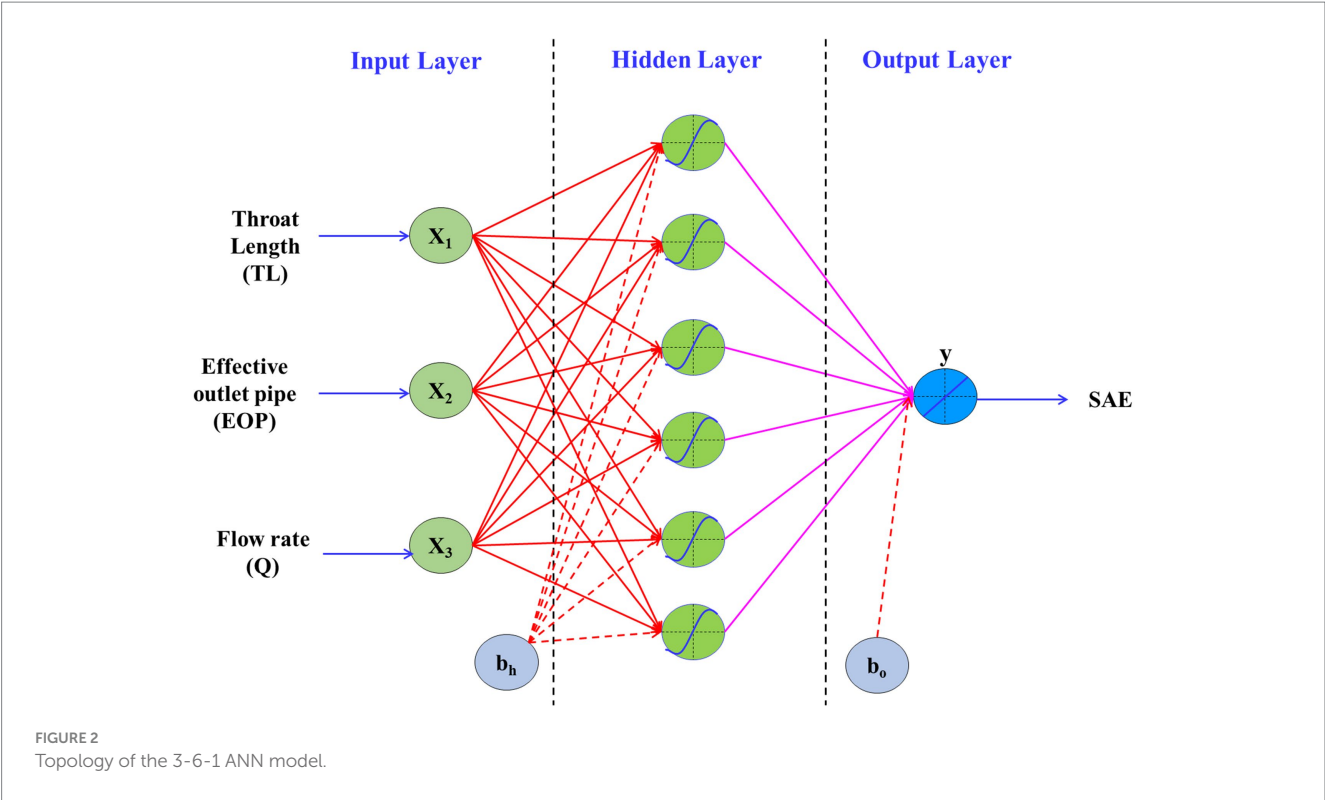 Input Layer
Hidden Layer
Output Layer
Throat
Length
(TL)
X₁
Effective
outlet pipe
(EOP)
X₂
y
SAE
Flow rate
(Q)
X₃
bₕ
bₒ
FIGURE 2
Topology of the 3-6-1 ANN model.